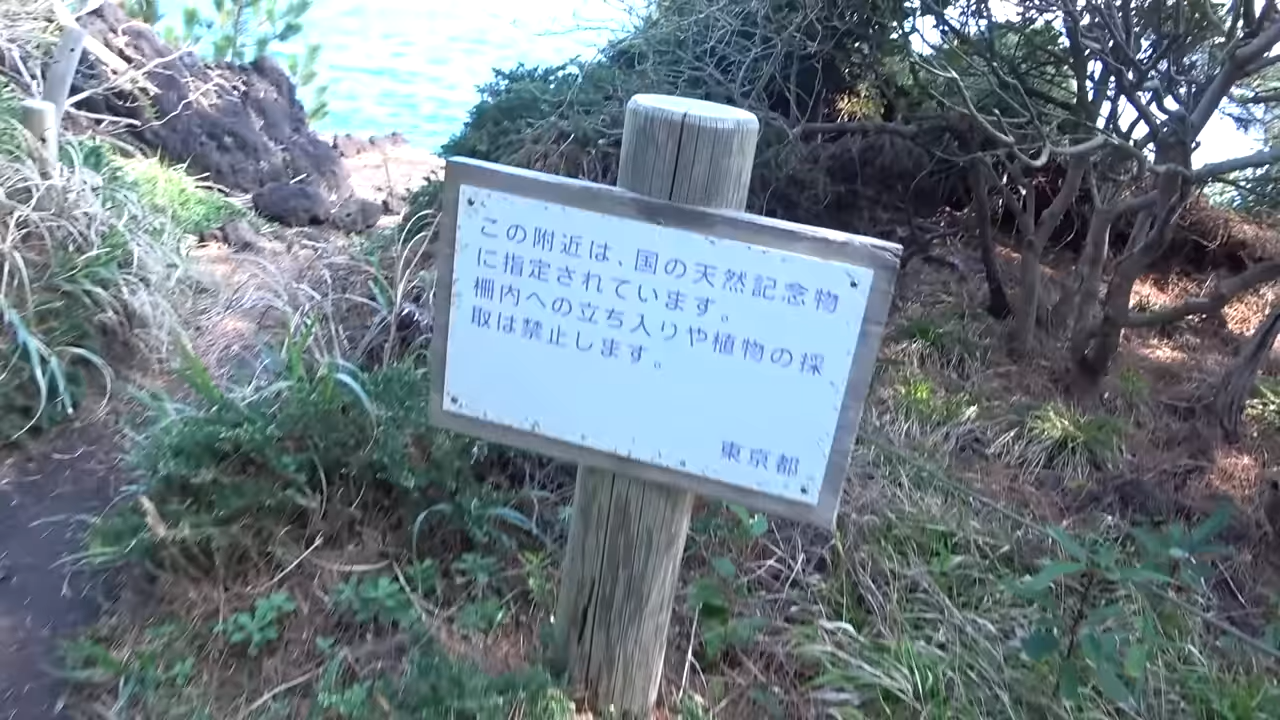 この附近は、国の天然記念物
に指定されています。
柵内への立ち入りや植物の採
取は禁止します。
東京都